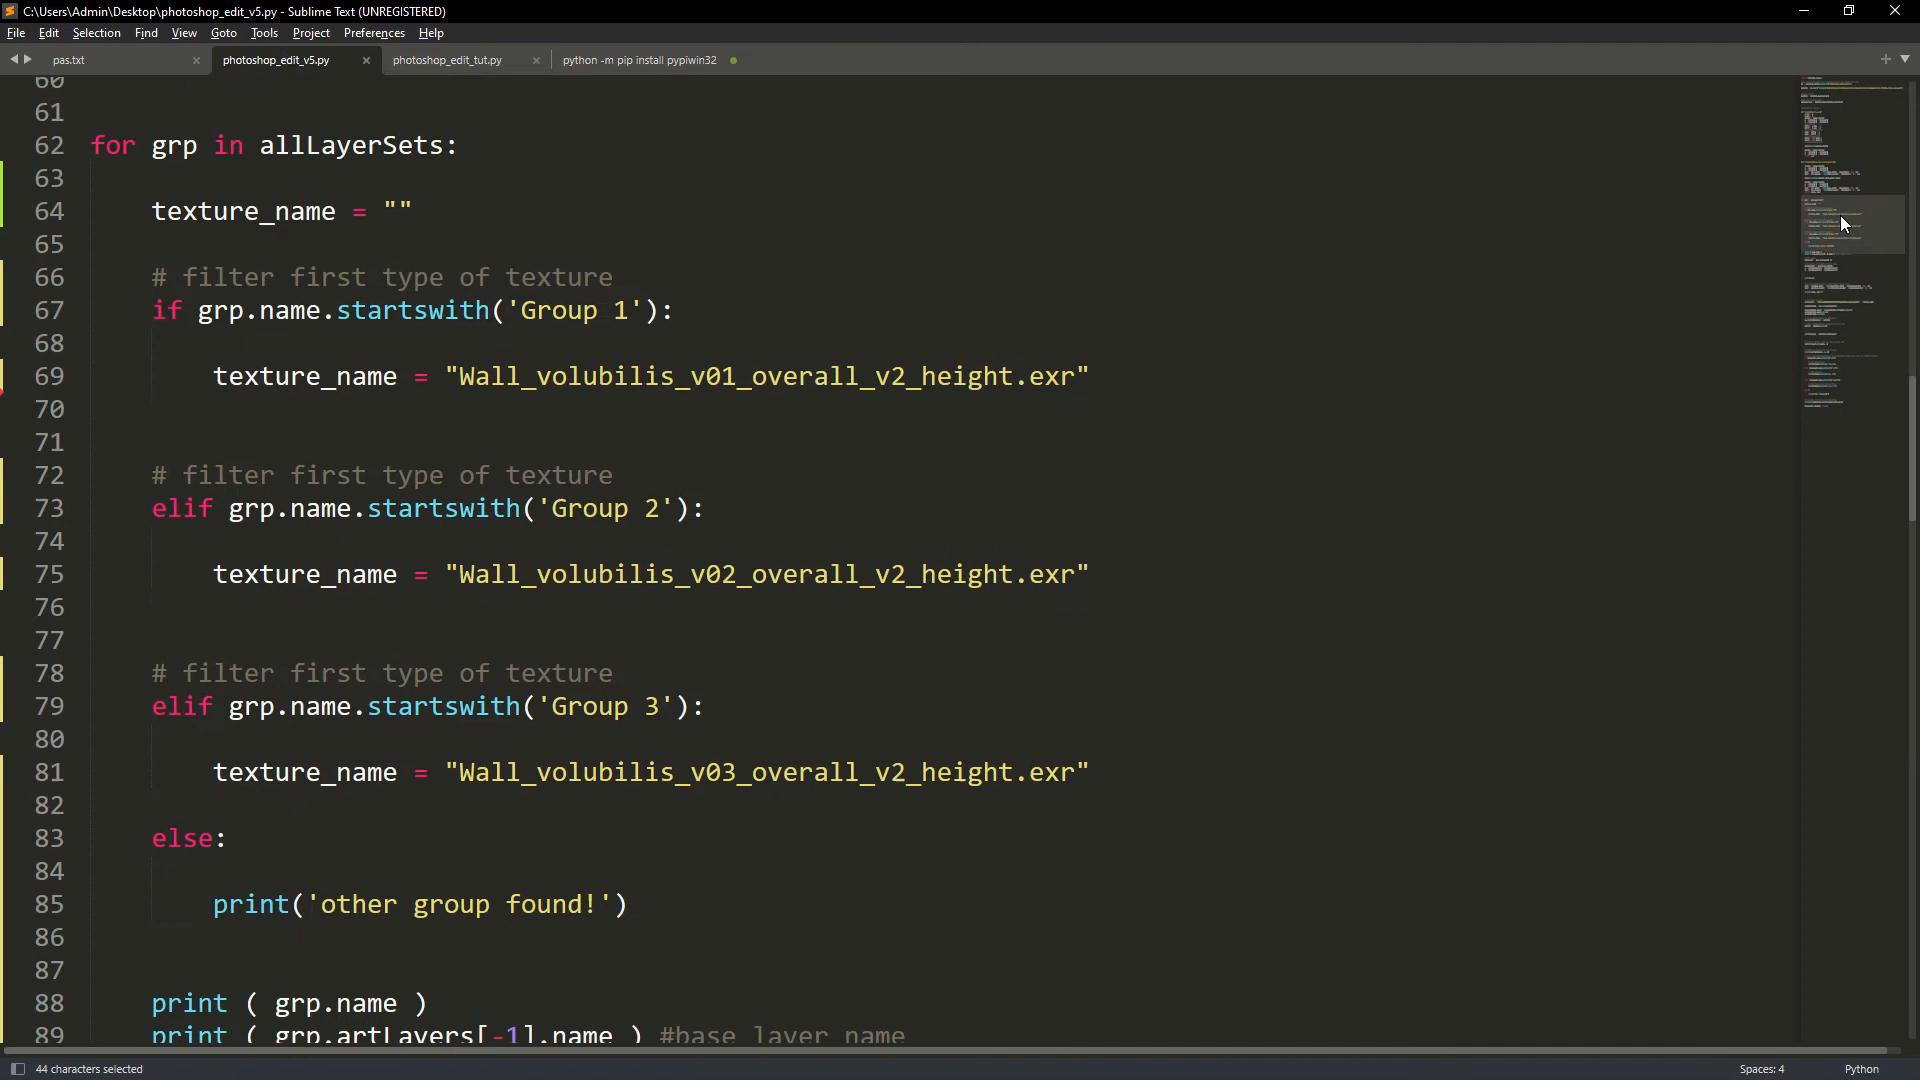 C:\Users\Admin\Desktop\photoshop_edit_v5.py - Sublime Text (UNREGISTERED)
File Edit Selection Find View Goto Tools Project Preferences Help
pas.txt photoshop_edit_v5.py photoshop_edit_tut.py python -m pip install pypiwin32
60
61
62 for grp in allLayerSets:
63
64 texture_name = ""
65
66 # filter first type of texture
67 if grp.name.startswith('Group 1'):
68
69 texture_name = "Wall_volubilis_v01_overall_v2_height.exr"
70
71
72 # filter first type of texture
73 elif grp.name.startswith('Group 2'):
74
75 texture_name = "Wall_volubilis_v02_overall_v2_height.exr"
76
77
78 # filter first type of texture
79 elif grp.name.startswith('Group 3'):
80
81 texture_name = "Wall_volubilis_v03_overall_v2_height.exr"
82
83 else:
84
85 print('other group found!')
86
87
88 print ( grp.name )
89 print ( grp.artLayers[-1].name ) #base layer name
44 characters selected Spaces: 4 Python